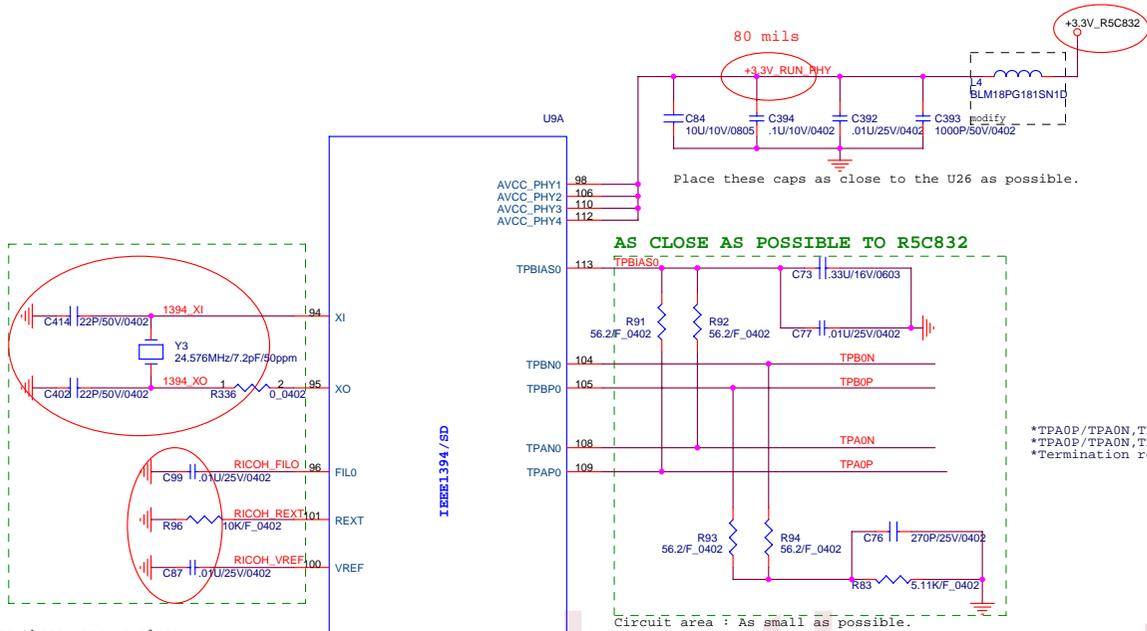 +3.3V_R5C832
80 mils
+3.3V_RUN_PHY
L4
BLM18PG181SN1D
modify
C84
10U/10V/0805
C394
.1U/10V/0402
C392
.01U/25V/0402
C393
1000P/50V/0402
Place these caps as close to the U26 as possible.
U9A
AVCC_PHY1 98
AVCC_PHY2 106
AVCC_PHY3 110
AVCC_PHY4 112
AS CLOSE AS POSSIBLE TO R5C832
TPBIAS0 113 TPBIAS0
C73 .33U/16V/0603
C77 .01U/25V/0402
R91
56.2/F_0402
R92
56.2/F_0402
C414 22P/50V/0402
1394_XI
94 XI
Y3
24.576MHz/7.2pF/50ppm
C402 22P/50V/0402
1394_XO
1 2
R336 0_0402
95 XO
TPBN0 104 TPB0N
TPBP0 105 TPB0P
TPAN0 108 TPA0N
TPAP0 109 TPA0P
IEEE1394/SD
*TPA0P/TPA0N,T
*TPA0P/TPA0N,T
*Termination r
RICOH_FILO
C99 .01U/25V/0402
96 FIL0
RICOH_REXT
R96 10K/F_0402
101 REXT
RICOH_VREF
C87 .01U/25V/0402
100 VREF
R93
56.2/F_0402
R94
56.2/F_0402
C76 270P/25V/0402
R83 5.11K/F_0402
Circuit area : As small as possible.